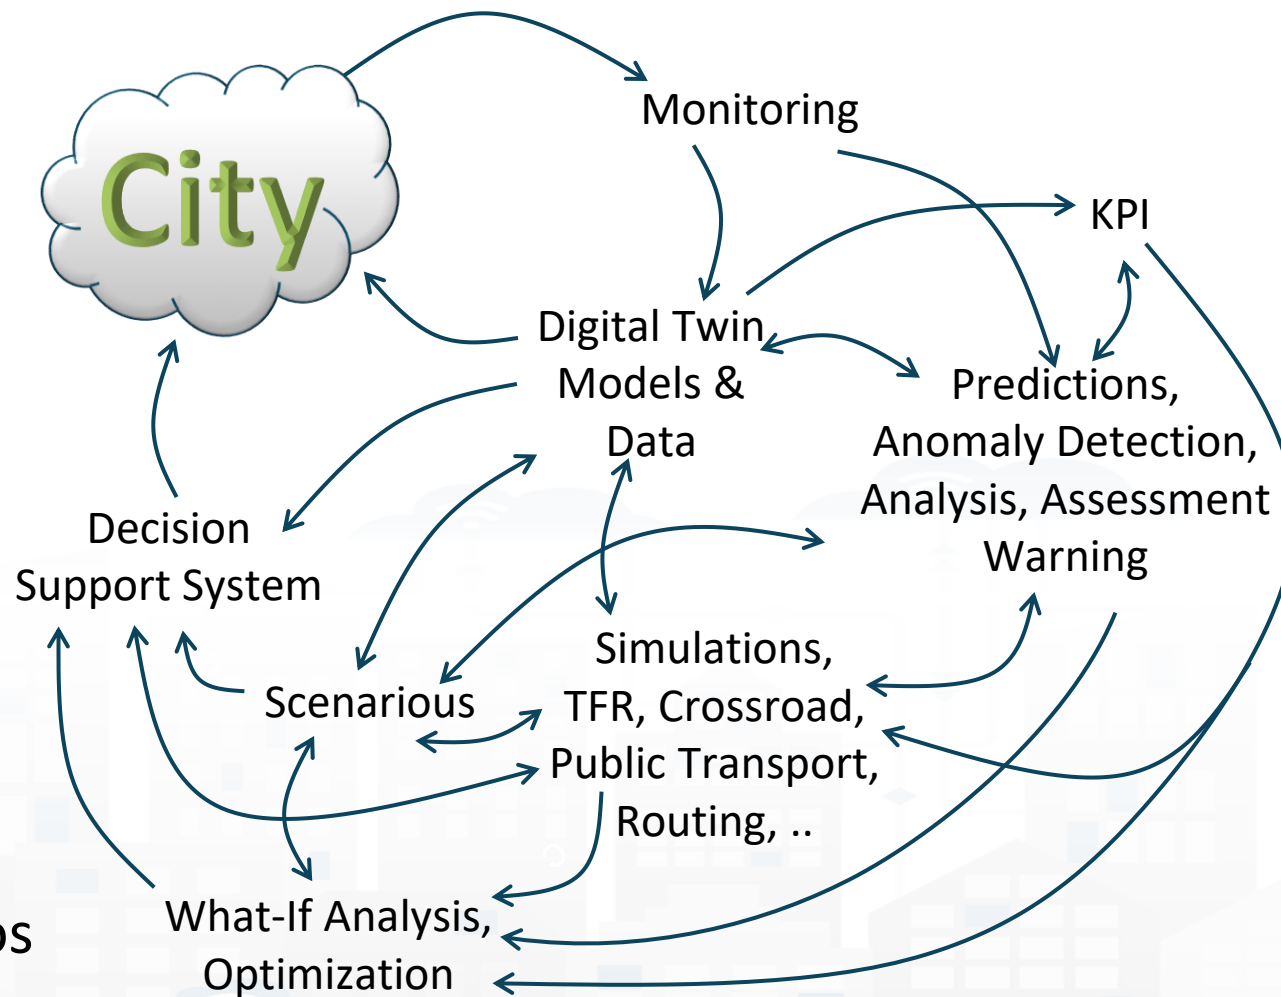 City
Monitoring
KPI
Digital Twin
Models &
Data
Predictions,
Anomaly Detection,
Analysis, Assessment
Warning
Decision
Support System
Scenarious
Simulations,
TFR, Crossroad,
Public Transport,
Routing, ..
What-If Analysis,
Optimization